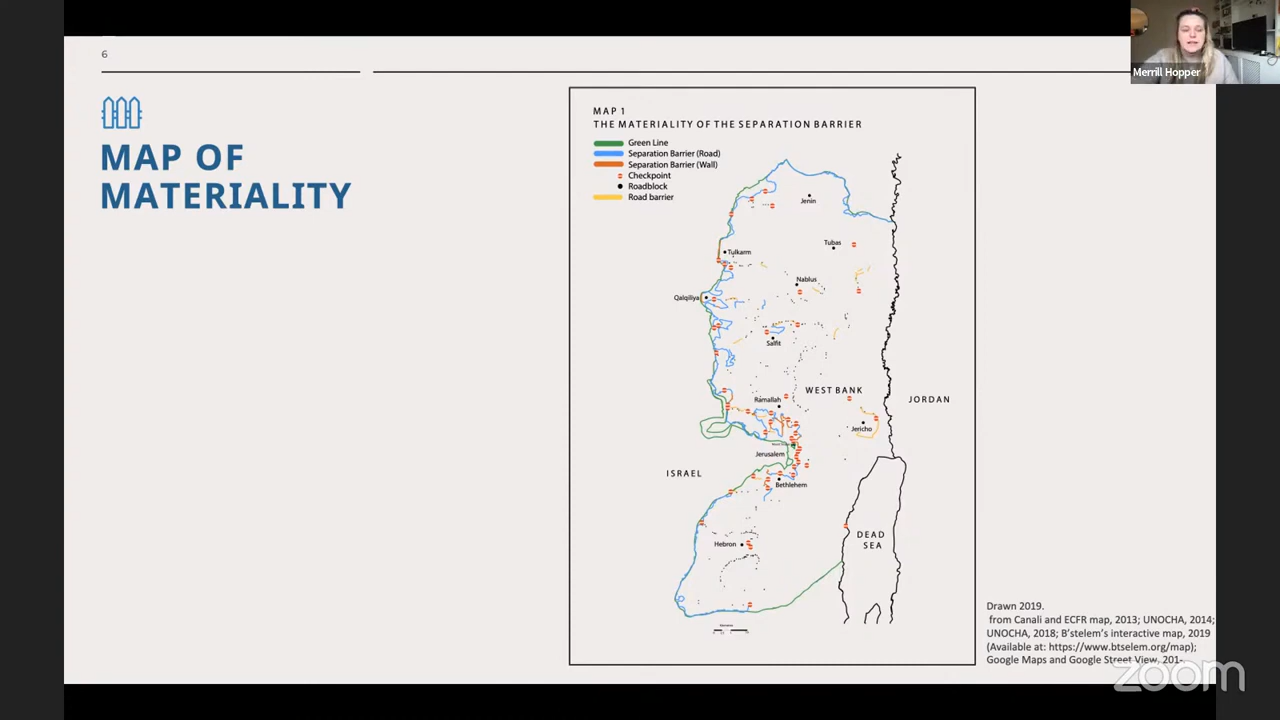 6
MAP OF
MATERIALITY
MAP 1
THE MATERIALITY OF THE SEPARATION BARRIER
Green Line
Separation Barrier (Road)
Separation Barrier (Wall)
Checkpoint
Roadblock
Road barrier
Jenin
Tubas
Tulkarm
Nablus
Qalqiliya
Salfit
WEST BANK
Ramallah
JORDAN
Jericho
Jerusalem
ISRAEL
Bethlehem
DEAD
SEA
Hebron
Drawn 2019.
from Canali and ECFR map, 2013; UNOCHA, 2014;
UNOCHA, 2018; B'stelem's interactive map, 2019
(Available at: https://www.btselem.org/map);
Google Maps and Google Street View, 201-
Merrill Hopper
zoom